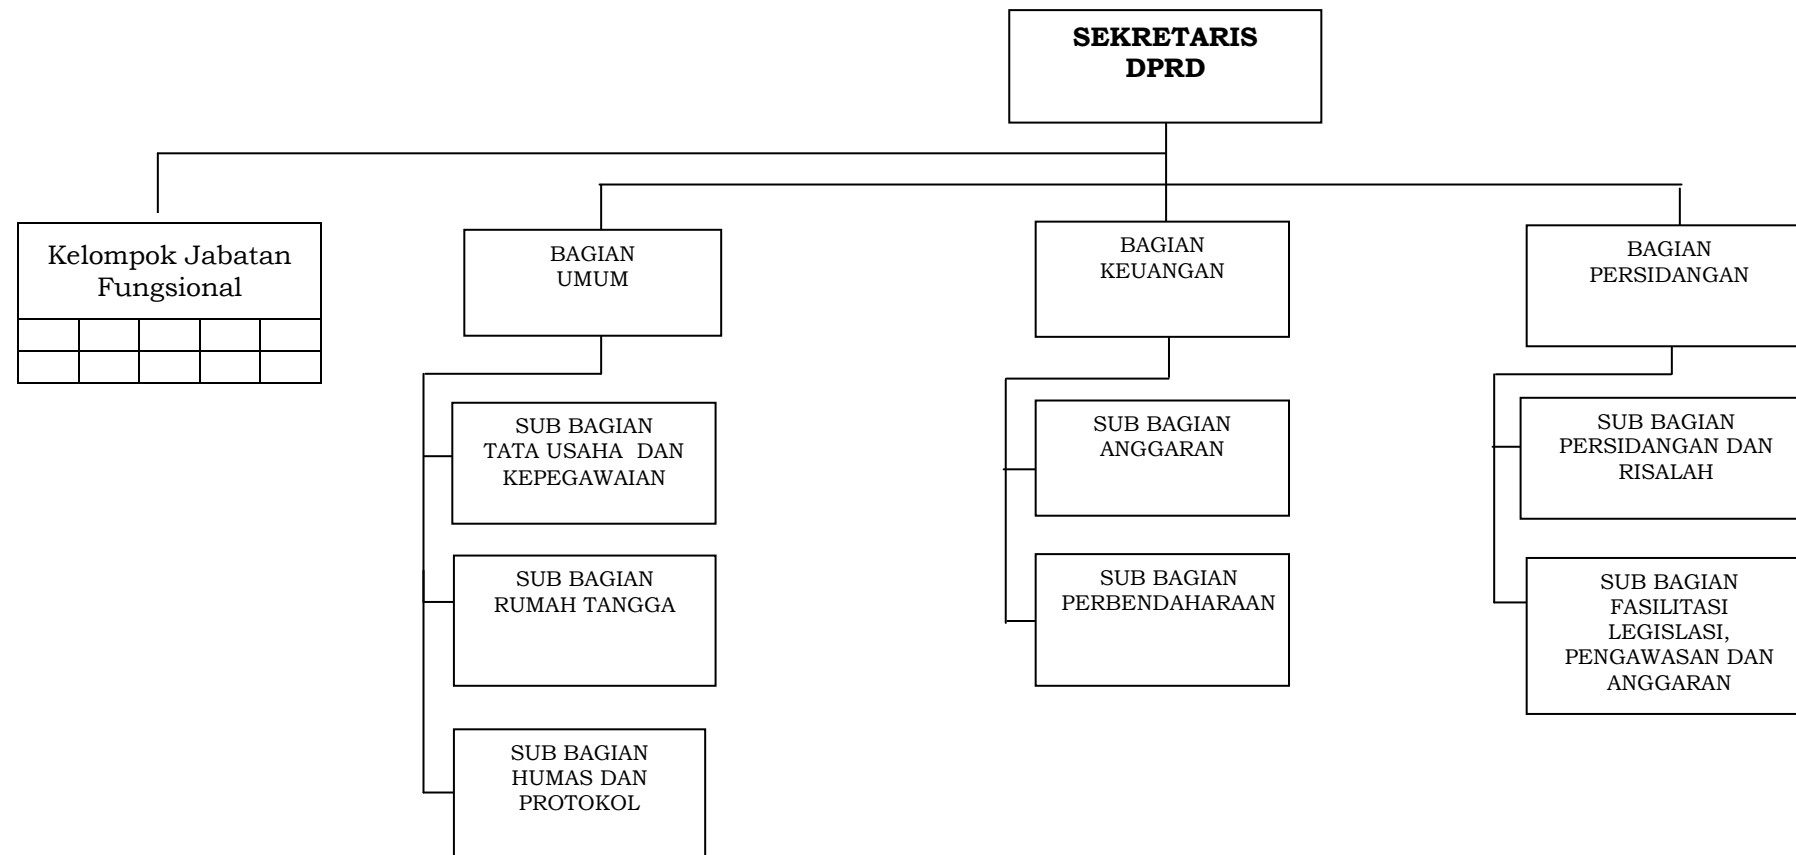 SEKRETARIS
DPRD
Kelompok Jabatan
Fungsional
BAGIAN
UMUM
BAGIAN
KEUANGAN
BAGIAN
PERSIDANGAN
SUB BAGIAN
TATA USAHA  DAN
KEPEGAWAIAN
SUB BAGIAN
ANGGARAN
SUB BAGIAN
PERSIDANGAN DAN
RISALAH
SUB BAGIAN
RUMAH TANGGA
SUB BAGIAN
PERBENDAHARAAN
SUB BAGIAN
FASILITASI
LEGISLASI,
PENGAWASAN DAN
ANGGARAN
SUB BAGIAN
HUMAS DAN
PROTOKOL